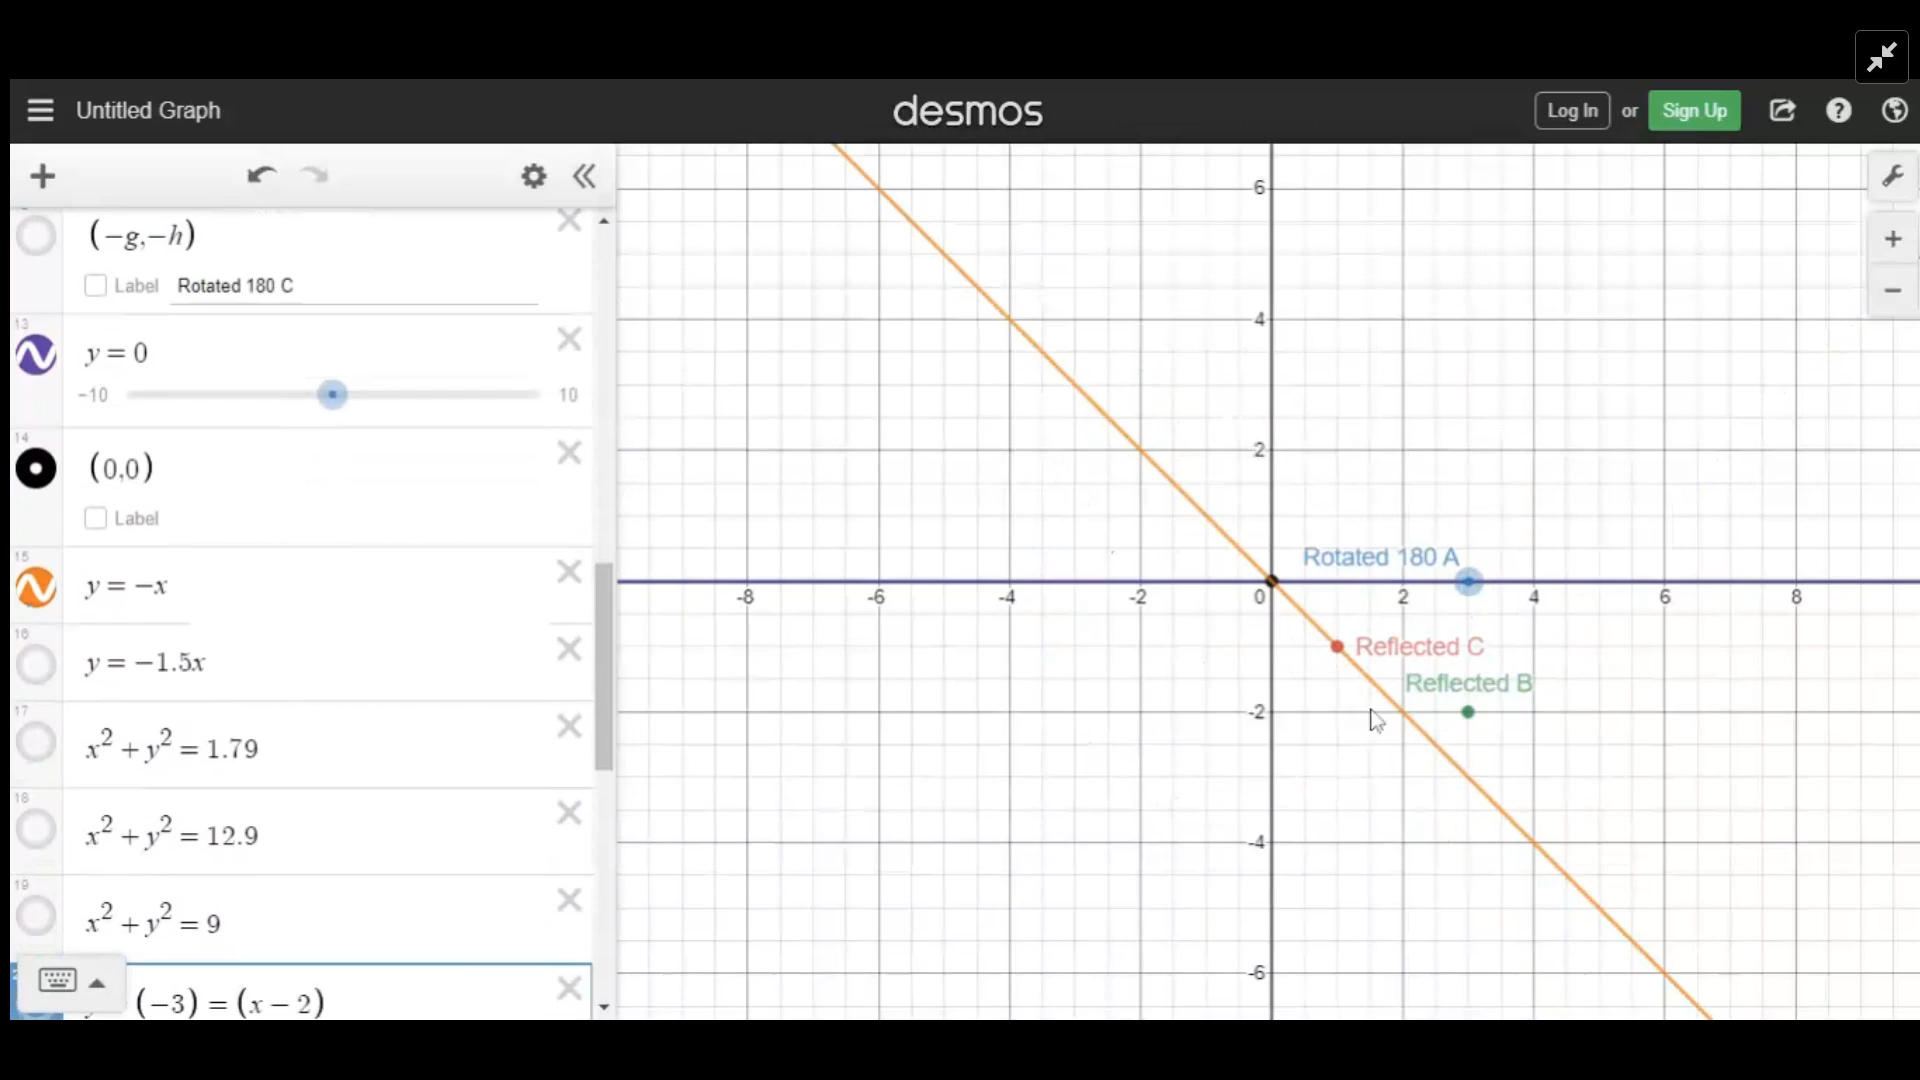 Untitled Graph
desmos
Log In or Sign Up
(-g,-h)
Label Rotated 180 C
13
y = 0
-10 10
14
(0,0)
Label
15
y = -x
16
y = -1.5x
17
x² + y² = 1.79
18
x² + y² = 12.9
19
x² + y² = 9
(-3) = (x - 2)
6
4
2
Rotated 180 A
-8 -6 -4 -2 0 2 4 6 8
Reflected C
Reflected B
-2
-4
-6